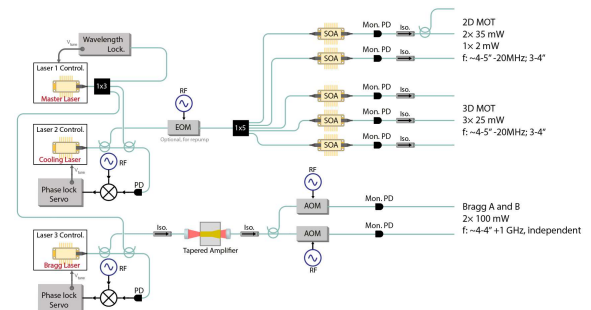 Wavelength
Lock.
V_tune
Laser 1 Control.
Master Laser
1x3
Laser 2 Control.
Cooling Laser
V_tune
RF
PD
Phase lock
Servo
RF
EOM
Optional, for repump
1x5
SOA
Mon. PD
Iso.
SOA
Mon. PD
SOA
Mon. PD
Iso.
SOA
Mon. PD
Iso.
SOA
Mon. PD
Iso.
2D MOT
2× 35 mW
1× 2 mW
f: ~4-5” -20MHz; 3-4”
3D MOT
3× 25 mW
f: ~4-5” -20MHz; 3-4”
Laser 3 Control.
Bragg Laser
V_tune
RF
PD
Phase lock
Servo
Iso.
Tapered Amplifier
Iso.
RF
AOM
Mon. PD
AOM
Mon. PD
RF
Bragg A and B
2× 100 mW
f: ~4-4” +1 GHz, independent